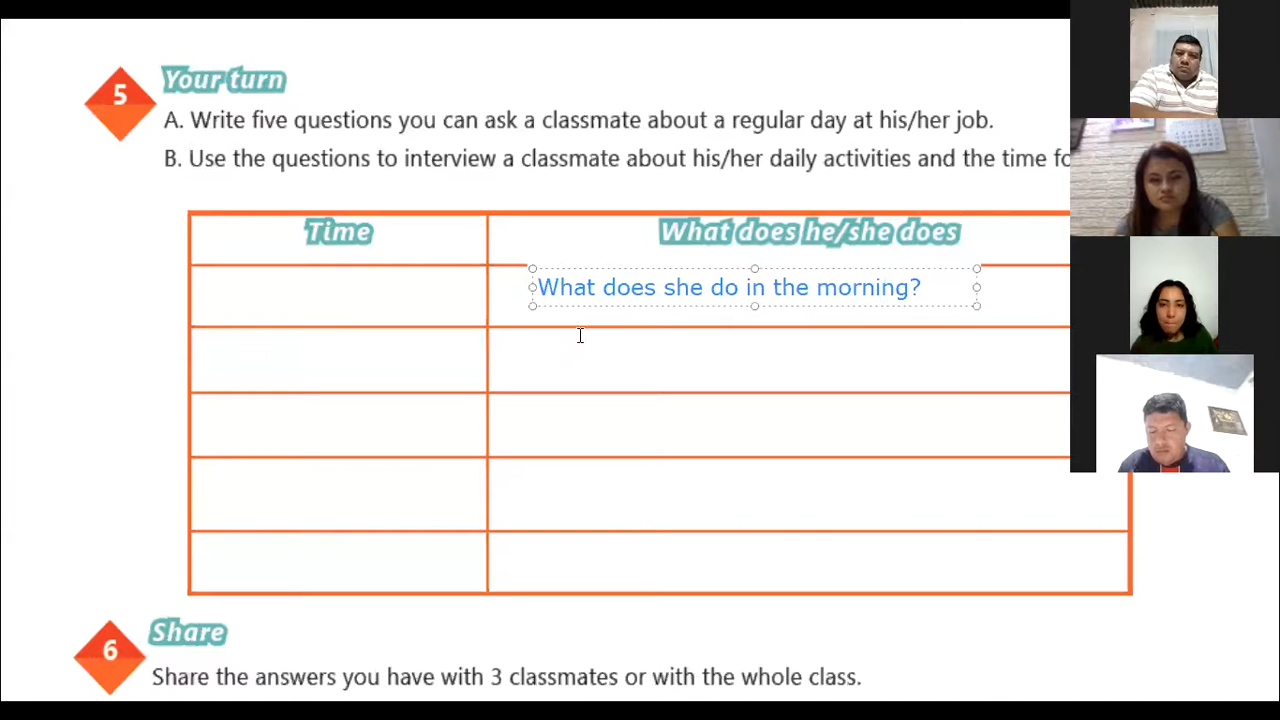 5
Your turn
A. Write five questions you can ask a classmate about a regular day at his/her job.
B. Use the questions to interview a classmate about his/her daily activities and the time
Time
What does he/she does
What does she do in the morning?
6
Share
Share the answers you have with 3 classmates or with the whole class.